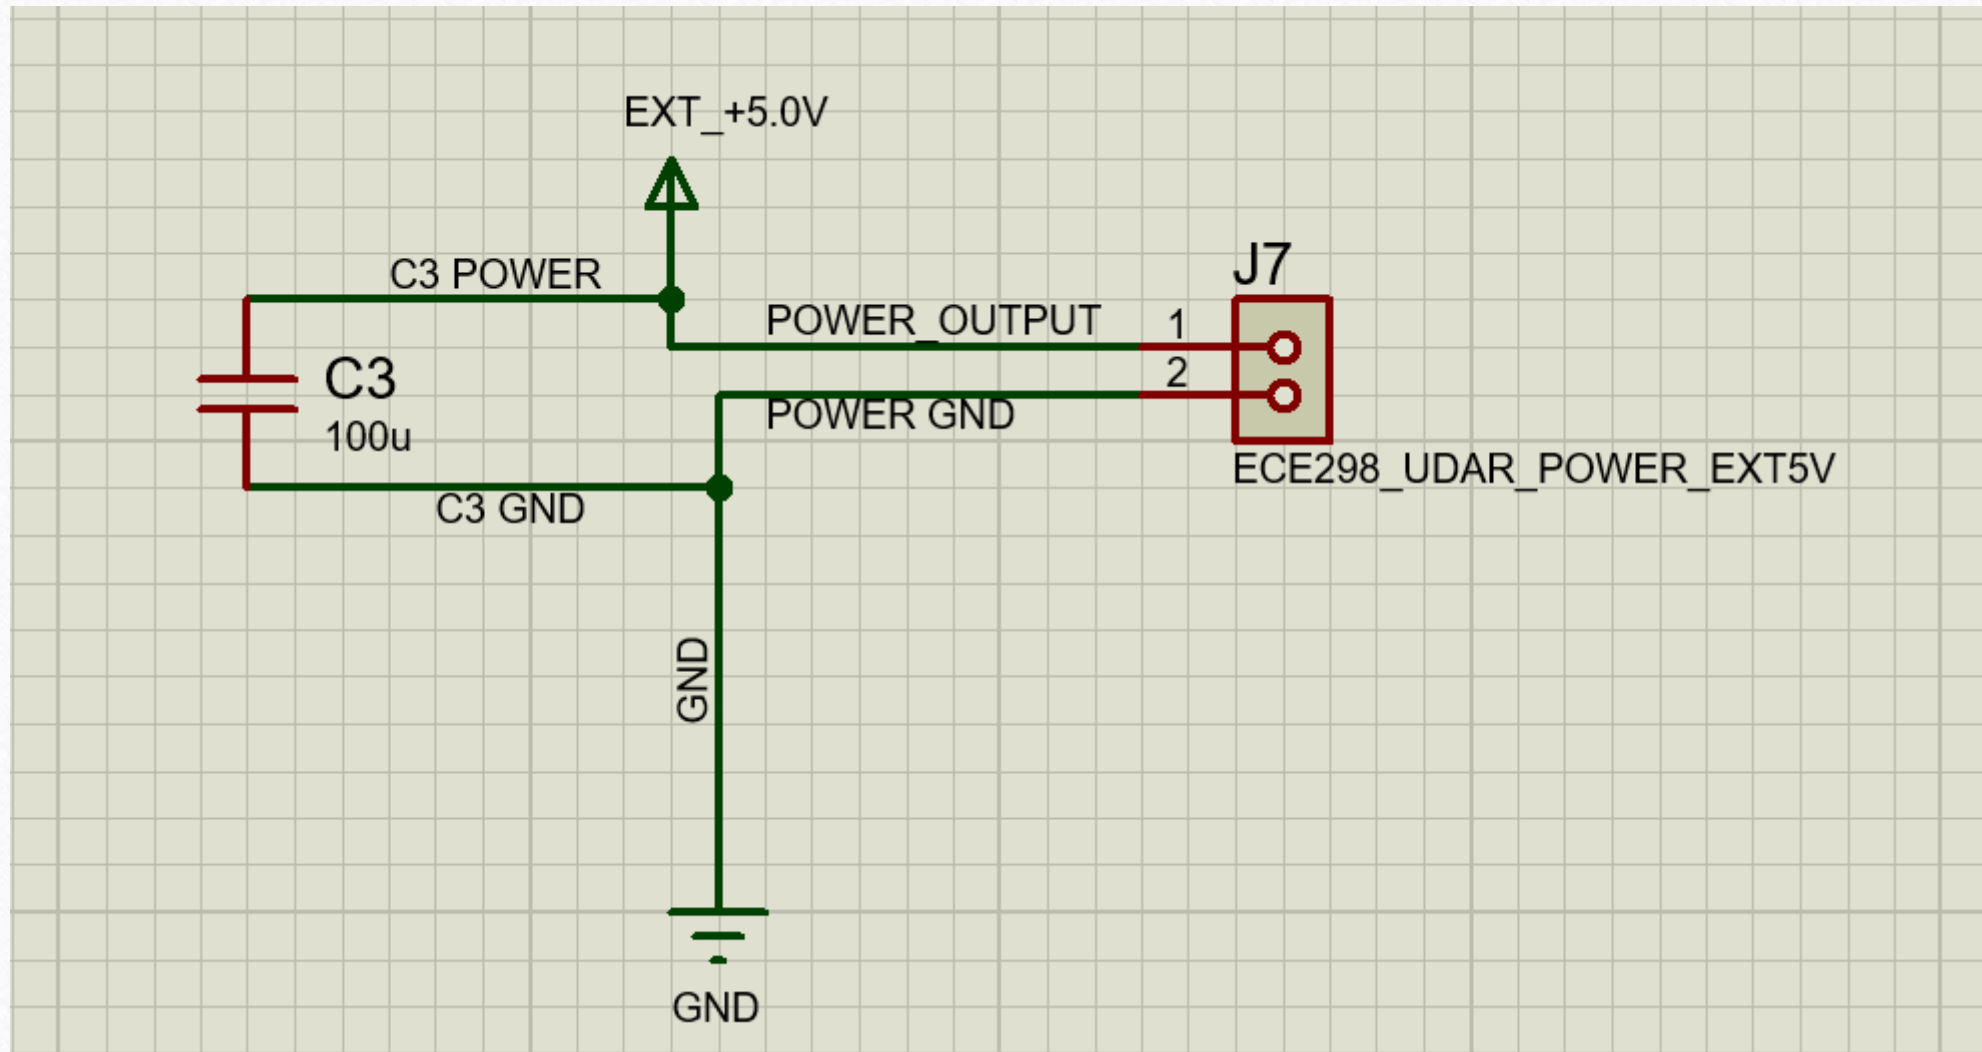 EXT_+5.0V
C3 POWER
J7
POWER_OUTPUT
1
2
C3
100u
POWER GND
ECE298_UDAR_POWER_EXT5V
C3 GND
GND
GND